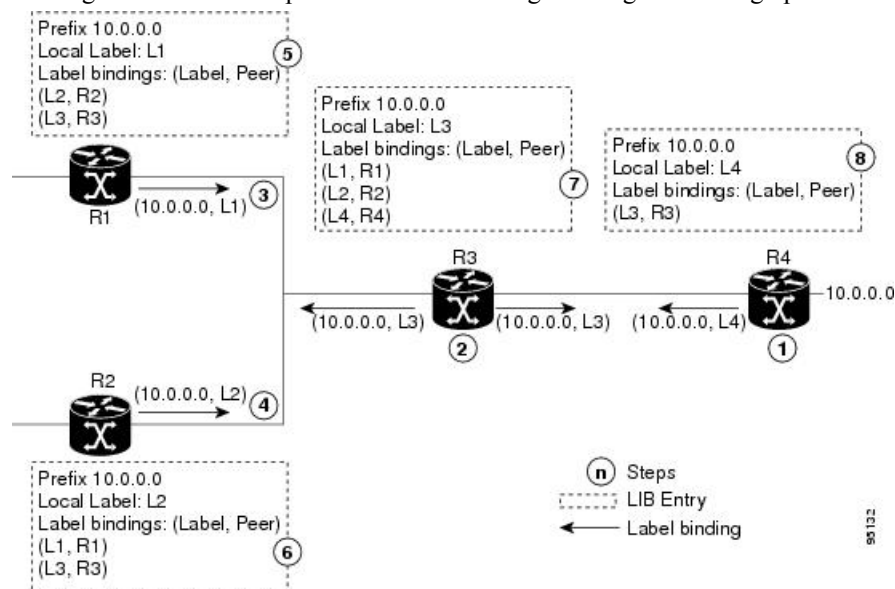 Prefix 10.0.0.0
Local Label: L1
Label bindings: (Label, Peer)
(L2, R2)
(L3, R3)
5
R1
(10.0.0.0, L1)
3
Prefix 10.0.0.0
Local Label: L3
Label bindings: (Label, Peer)
(L1, R1)
(L2, R2)
(L4, R4)
7
Prefix 10.0.0.0
Local Label: L4
Label bindings: (Label, Peer)
(L3, R3)
8
R3
R4
10.0.0.0
(10.0.0.0, L3)
(10.0.0.0, L3)
(10.0.0.0, L4)
2
1
R2
(10.0.0.0, L2)
4
Prefix 10.0.0.0
Local Label: L2
Label bindings: (Label, Peer)
(L1, R1)
(L3, R3)
6
n Steps
LIB Entry
Label binding
95132